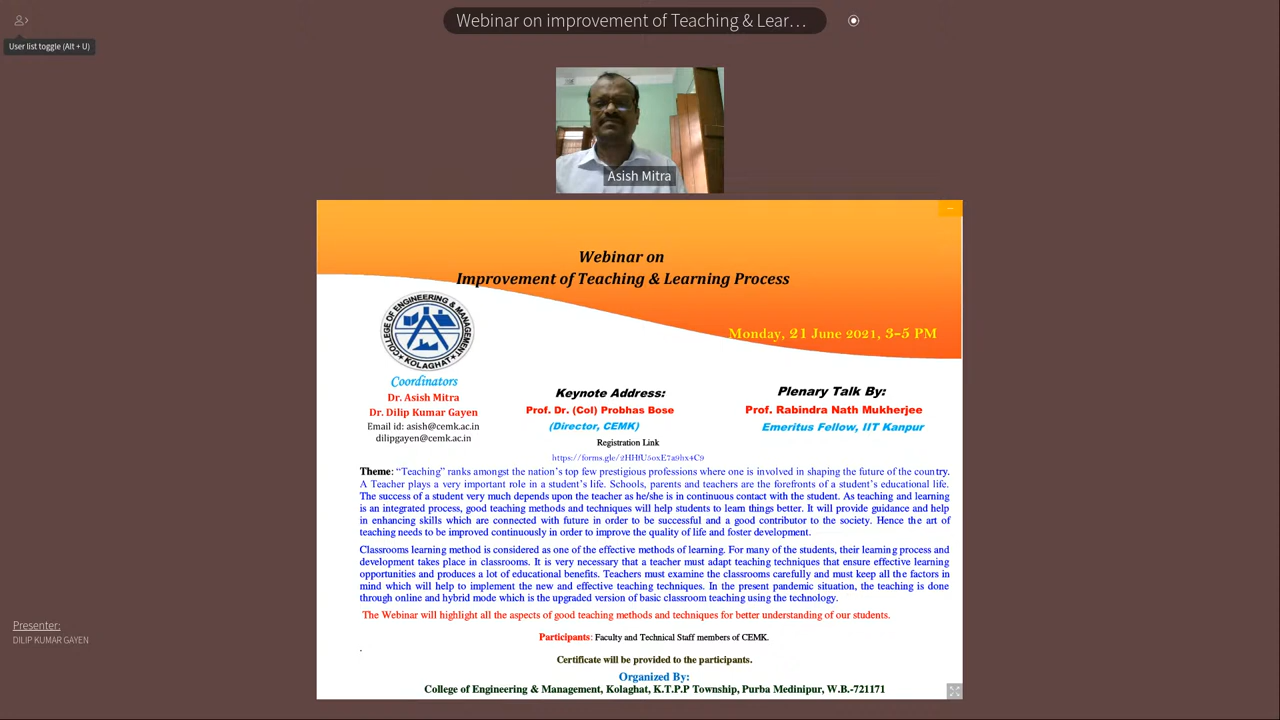 Webinar on improvement of Teaching & Lear…
User list toggle (Alt + U)
Asish Mitra
Webinar on
Improvement of Teaching & Learning Process
Monday, 21 June 2021, 3-5 PM
COLLEGE OF ENGINEERING & MANAGEMENT
KOLAGHAT
Coordinators
Dr. Asish Mitra
Dr. Dilip Kumar Gayen
Email id: asish@cemk.ac.in
dilipgayen@cemk.ac.in
Keynote Address:
Prof. Dr. (Col) Probhas Bose
(Director, CEMK)
Registration Link
https://forms.gle/2HHfU5oxE7a9hx4C9
Plenary Talk By:
Prof. Rabindra Nath Mukherjee
Emeritus Fellow, IIT Kanpur
Theme: “Teaching” ranks amongst the nation’s top few prestigious professions where one is involved in shaping the future of the country.
A Teacher plays a very important role in a student’s life. Schools, parents and teachers are the forefronts of a student’s educational life.
The success of a student very much depends upon the teacher as he/she is in continuous contact with the student. As teaching and learning
is an integrated process, good teaching methods and techniques will help students to learn things better. It will provide guidance and help
in enhancing skills which are connected with future in order to be successful and a good contributor to the society. Hence the art of
teaching needs to be improved continuously in order to improve the quality of life and foster development.
Classrooms learning method is considered as one of the effective methods of learning. For many of the students, their learning process and
development takes place in classrooms. It is very necessary that a teacher must adapt teaching techniques that ensure effective learning
opportunities and produces a lot of educational benefits. Teachers must examine the classrooms carefully and must keep all the factors in
mind which will help to implement the new and effective teaching techniques. In the present pandemic situation, the teaching is done
through online and hybrid mode which is the upgraded version of basic classroom teaching using the technology.
The Webinar will highlight all the aspects of good teaching methods and techniques for better understanding of our students.
Participants: Faculty and Technical Staff members of CEMK.
.
Certificate will be provided to the participants.
Organized By:
College of Engineering & Management, Kolaghat, K.T.P.P Township, Purba Medinipur, W.B.-721171
Presenter:
DILIP KUMAR GAYEN